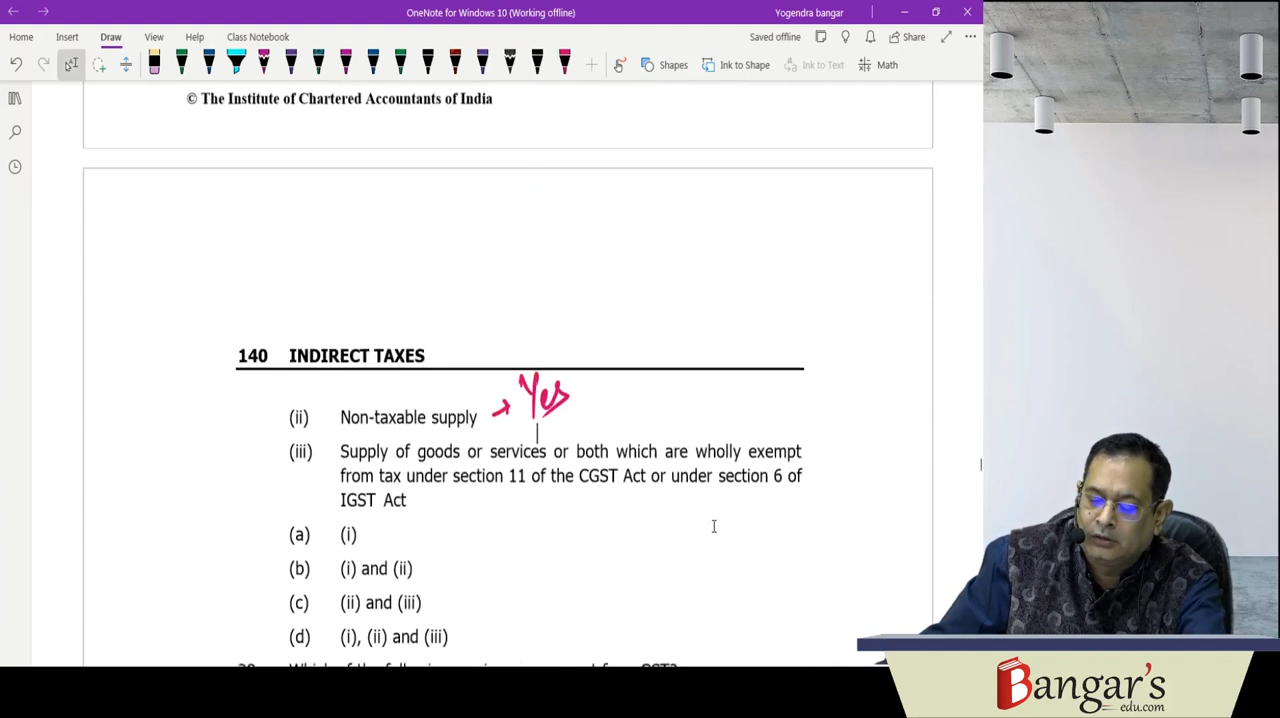 OneNote for Windows 10 (Working offline)
Yogendra bangar
Home Insert Draw View Help Class Notebook
Saved offline
Share
Shapes
Ink to Shape
Ink to Text
Math
© The Institute of Chartered Accountants of India
140 INDIRECT TAXES
Yes
(ii) Non-taxable supply
(iii) Supply of goods or services or both which are wholly exempt
from tax under section 11 of the CGST Act or under section 6 of
IGST Act
(a) (i)
(b) (i) and (ii)
(c) (ii) and (iii)
(d) (i), (ii) and (iii)
Bangar's
edu.com